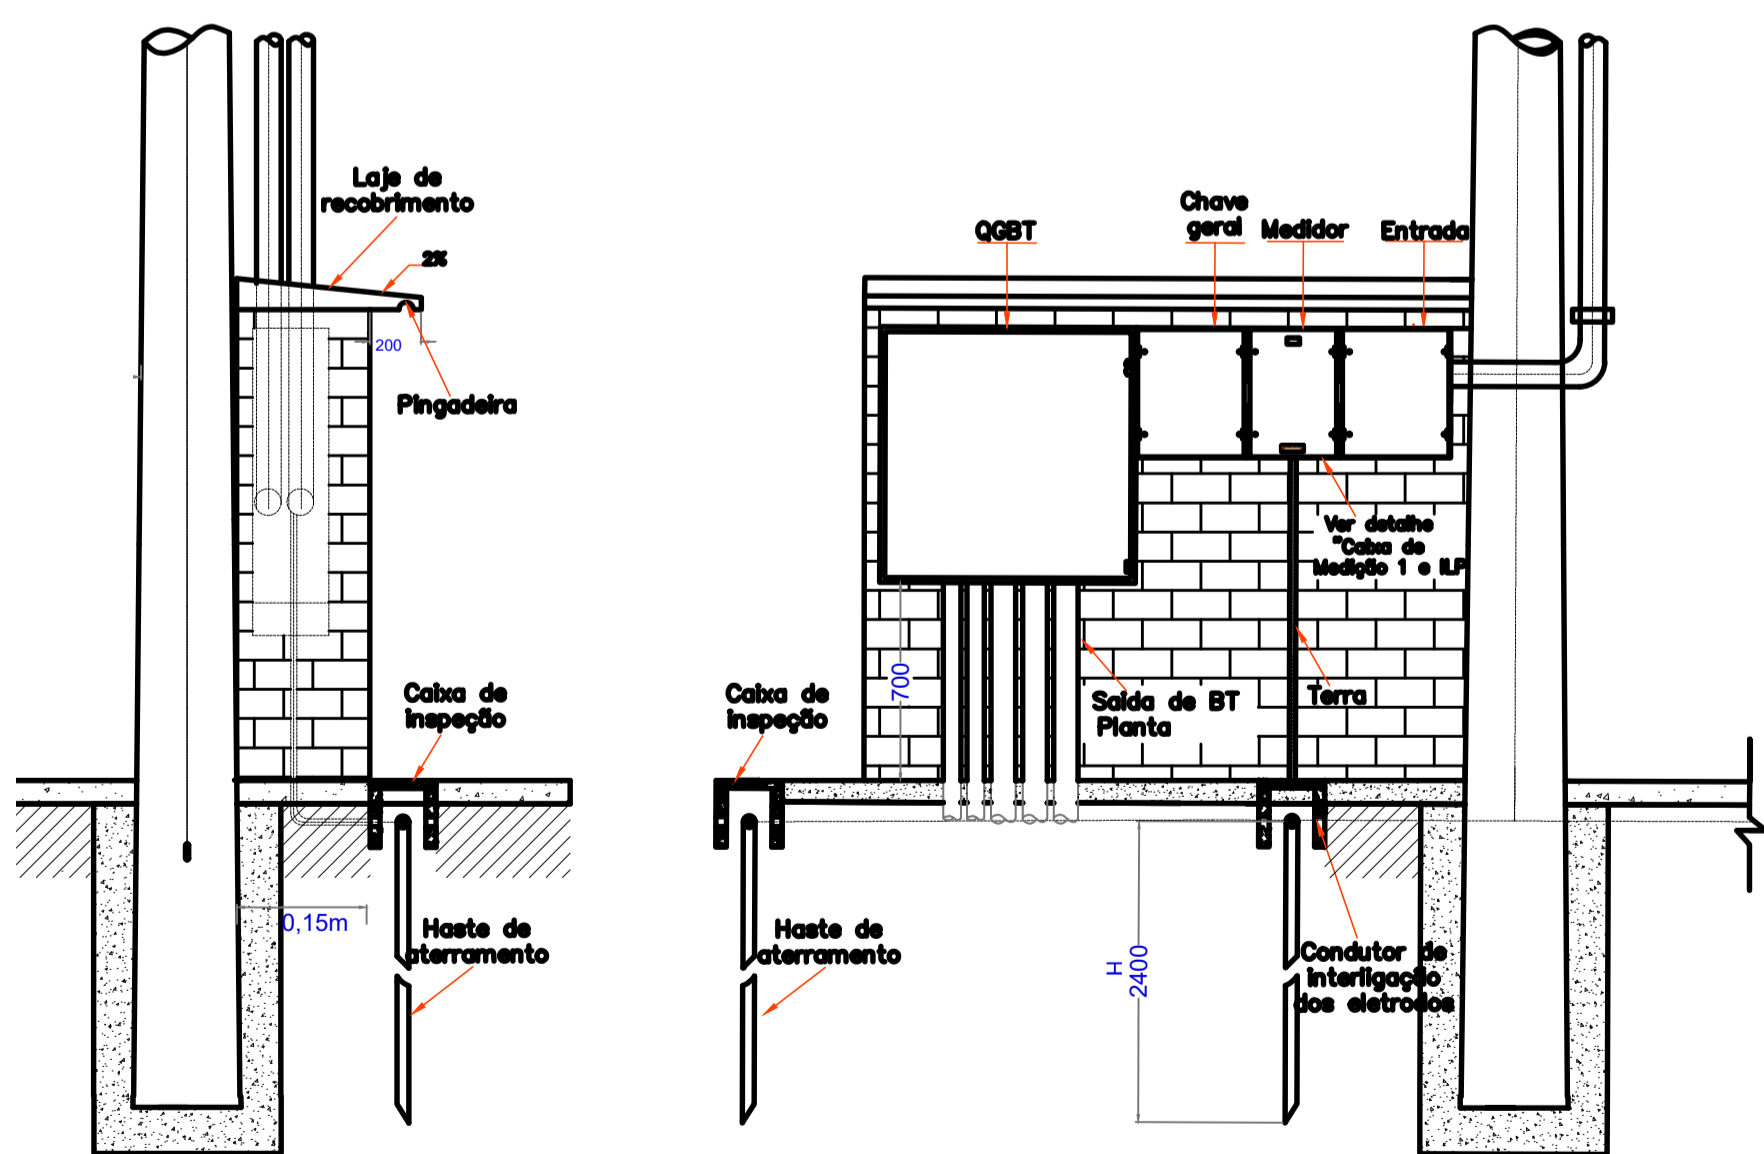 Laje de
recobrimento
2%
200
Pingadeira
Caixa de
inspeção
0,15m
Haste de
aterramento
QGBT
Chave
geral
Medidor
Entrada
Ver detalhe
"Caixa de
Medição 1 e ILP
700
Saida de BT
Planta
Terra
Caixa de
inspeção
Haste de
aterramento
H
2400
Condutor de
interligação
dos eletrodos